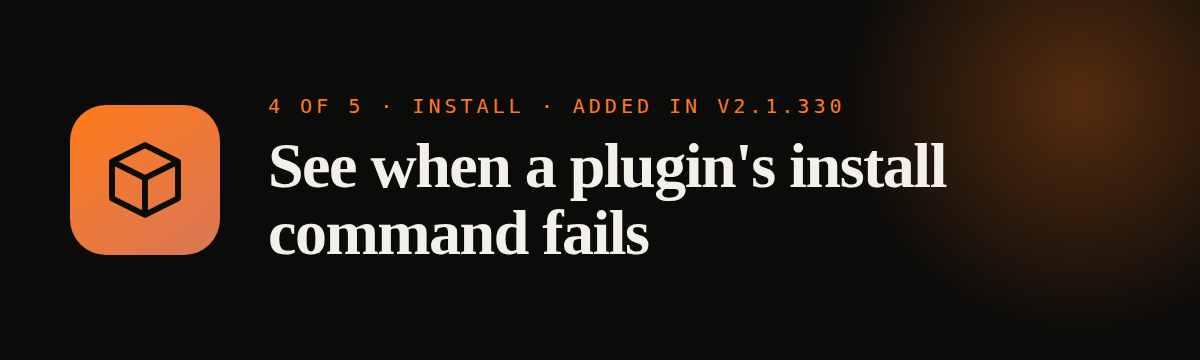 4 OF 5 · INSTALL · ADDED IN V2.1.330
See when a plugin's install
command fails